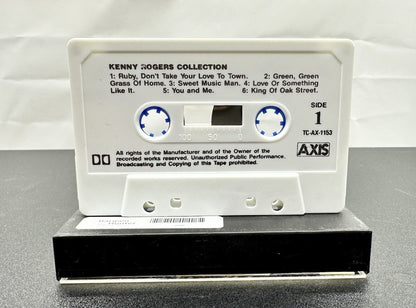 KENNY ROGERS COLLECTION
1: Ruby, Don't Take Your Love To Town. 2: Green, Green
Grass Of Home. 3: Sweet Music Man. 4: Love Or Something
Like It. 5: You and Me. 6: King Of Oak Street.
SIDE
1
100 50 0
TC-AX-1153
All rights of the Manufacturer and of the Owner of the
recorded works reserved. Unauthorized Public Performance.
Broadcasting and Copying of this Tape prohibited.
AXIS